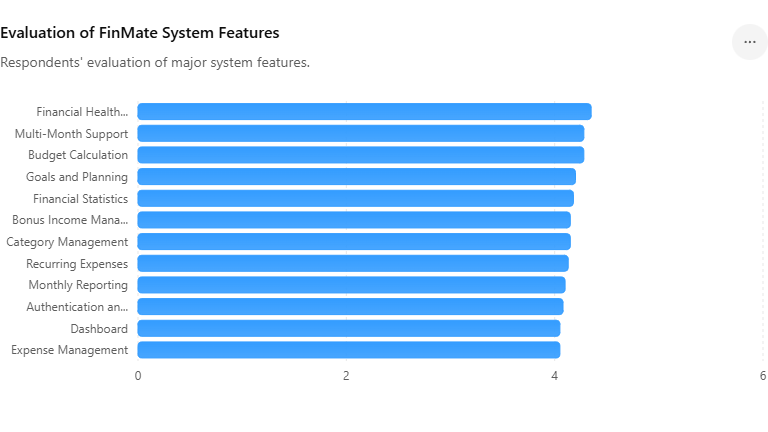 Evaluation of FinMate System Features
...
Respondents' evaluation of major system features.
Financial Health...
Multi-Month Support
Budget Calculation
Goals and Planning
Financial Statistics
Bonus Income Mana...
Category Management
Recurring Expenses
Monthly Reporting
Authentication an...
Dashboard
Expense Management
0 2 4 6